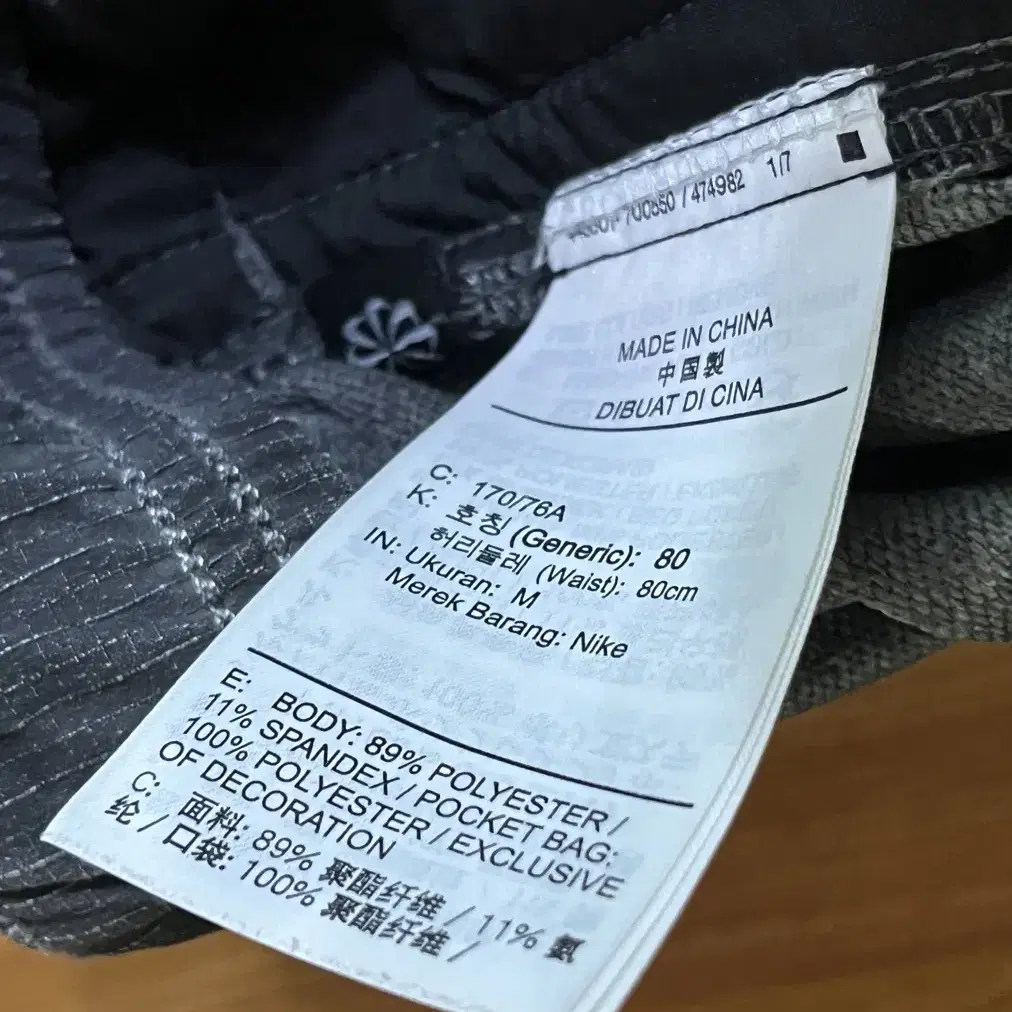 / 474982 1/7
MADE IN CHINA
中国製
DIBUAT DI CINA
C: 170/76A
K: 호칭 (Generic): 80
허리둘레 (Waist): 80cm
IN: Ukuran: M
Merek Barang: Nike
E: BODY: 89% POLYESTER /
11% SPANDEX / POCKET BAG:
100% POLYESTER / EXCLUSIVE
OF DECORATION
C: 面料: 89% 聚酯纤维 / 11% 氨
纶 / 口袋: 100% 聚酯纤维 /